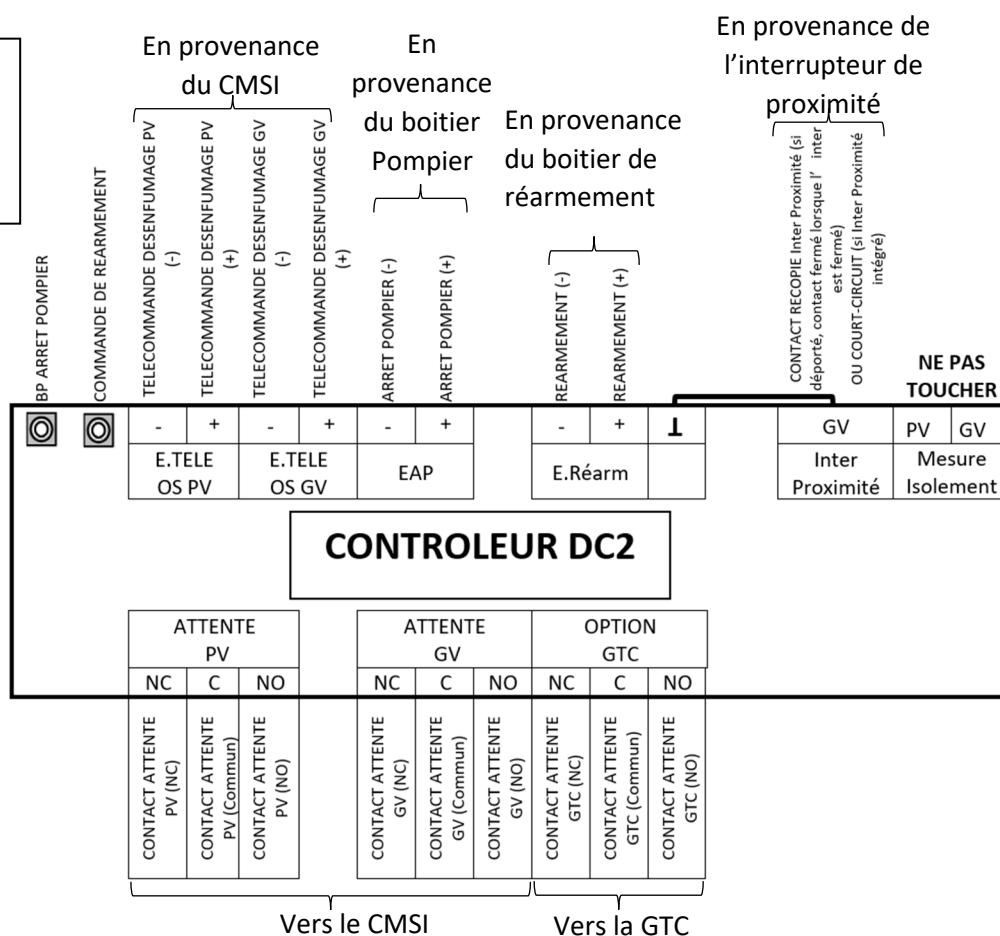 En provenance
du CMSI
En
provenance
du boitier
Pompier
En provenance
du boitier de
réarmement
En provenance de
l'interrupteur de
proximité
BP ARRET POMPIER
COMMANDE DE REARMEMENT
TELECOMMANDE DESENFUMAGE PV
(-)
TELECOMMANDE DESENFUMAGE PV
(+)
TELECOMMANDE DESENFUMAGE GV
(-)
TELECOMMANDE DESENFUMAGE GV
(+)
ARRET POMPIER (-)
ARRET POMPIER (+)
REARMEMENT (-)
REARMEMENT (+)
CONTACT RECOPIE Inter Proximité (si
déporté, contact fermé lorsque l' inter
est fermé)
OU COURT-CIRCUIT (si Inter Proximité
intégré)
NE PAS
TOUCHER
- + - + - + - + ⊥ GV PV GV
E.TELE
OS PV
E.TELE
OS GV
EAP
E.Réarm
Inter
Proximité
Mesure
Isolement
CONTROLEUR DC2
ATTENTE
PV
ATTENTE
GV
OPTION
GTC
NC C NO NC C NO NC C NO
CONTACT ATTENTE
PV (NC)
CONTACT ATTENTE
PV (Commun)
CONTACT ATTENTE
PV (NO)
CONTACT ATTENTE
GV (NC)
CONTACT ATTENTE
GV (Commun)
CONTACT ATTENTE
GV (NO)
CONTACT ATTENTE
GTC (NC)
CONTACT ATTENTE
GTC (Commun)
CONTACT ATTENTE
GTC (NO)
Vers le CMSI
Vers la GTC